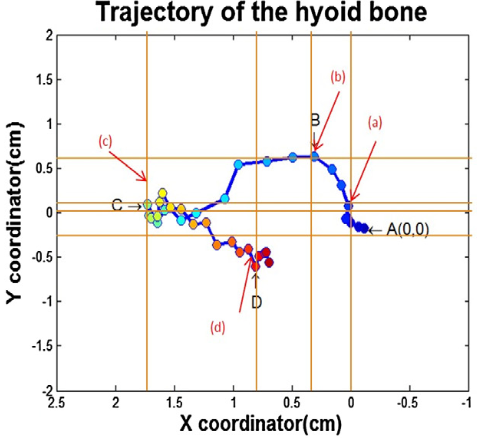 Trajectory of the hyoid bone
2
1.5
1
0.5
0
-0.5
-1
-1.5
-2
Y coordinator(cm)
(b)
B
(a)
(c)
C →
← A(0,0)
D
(d)
2.5 2 1.5 1 0.5 0 -0.5 -1
X coordinator(cm)